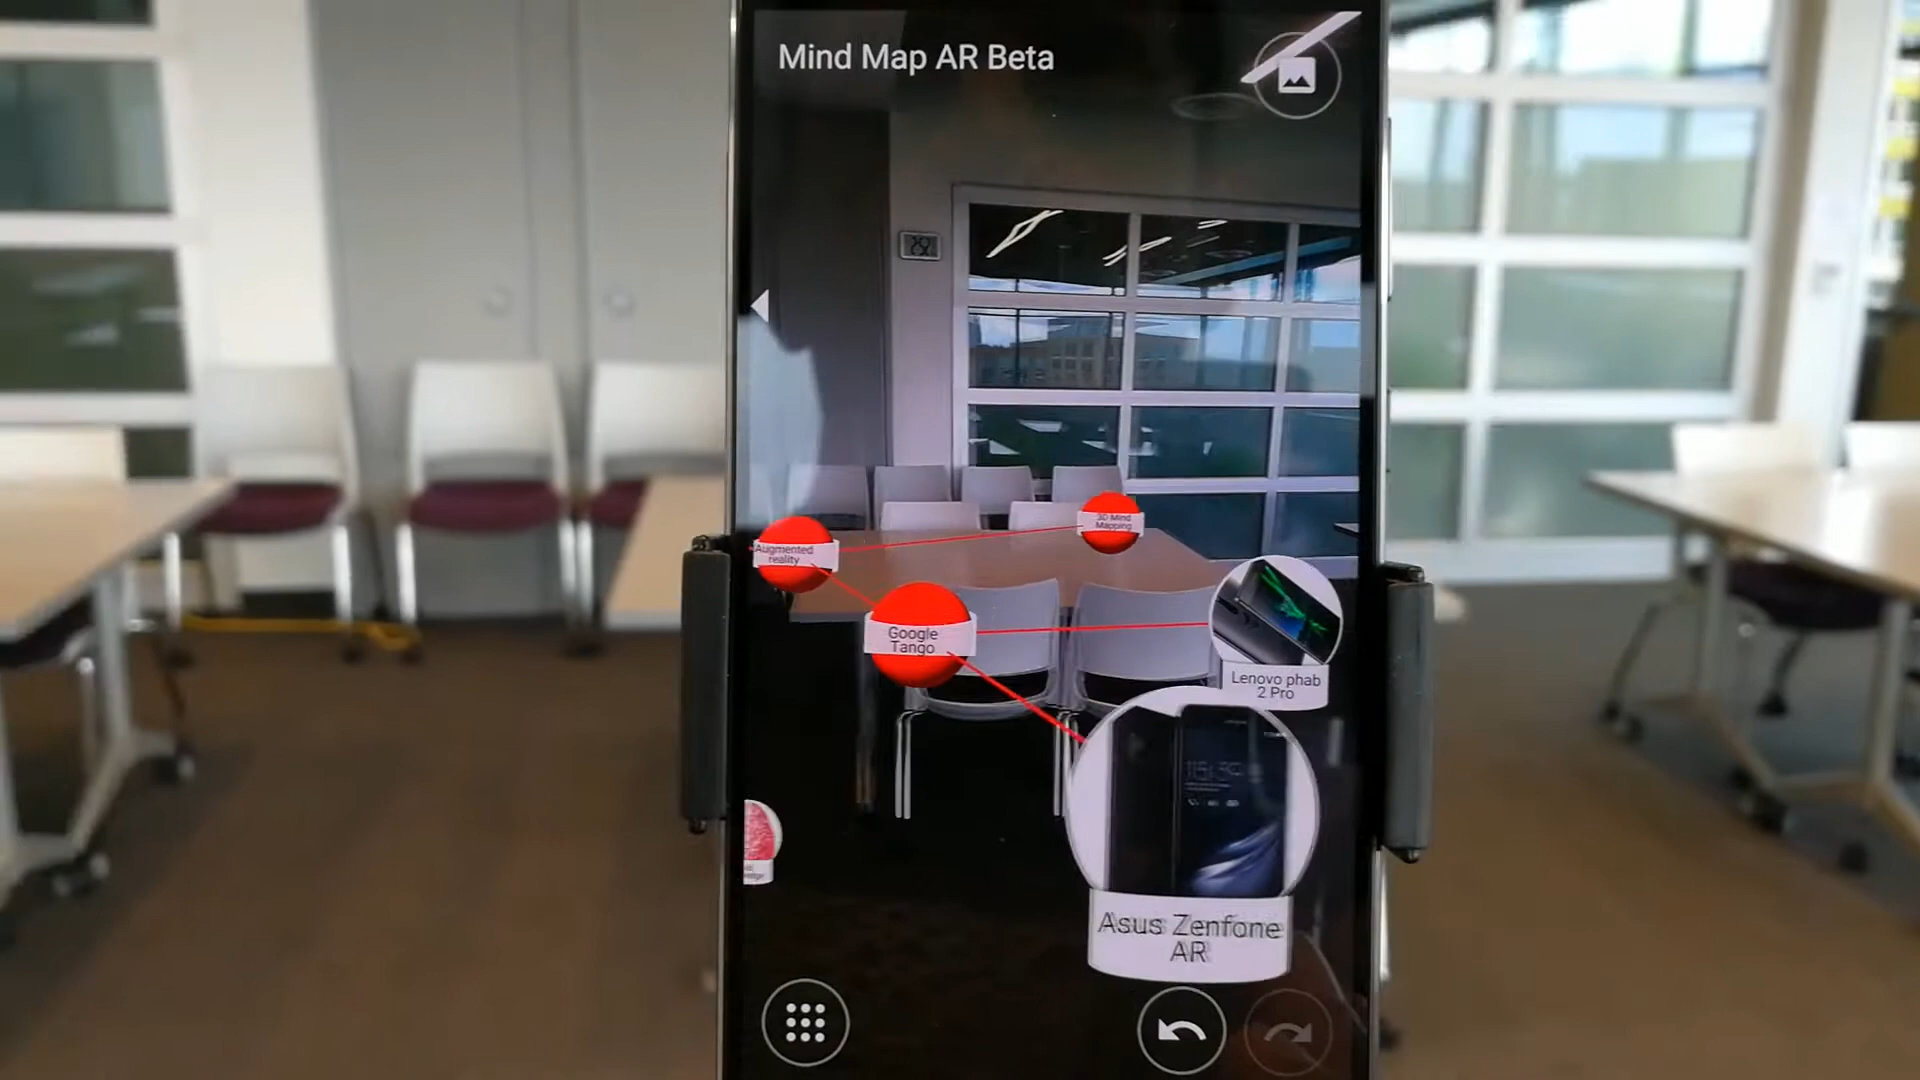 Mind Map AR Beta
3D Mind
Mapping
Augmented
reality
Google
Tango
Lenovo phab
2 Pro
Asus Zenfone
AR